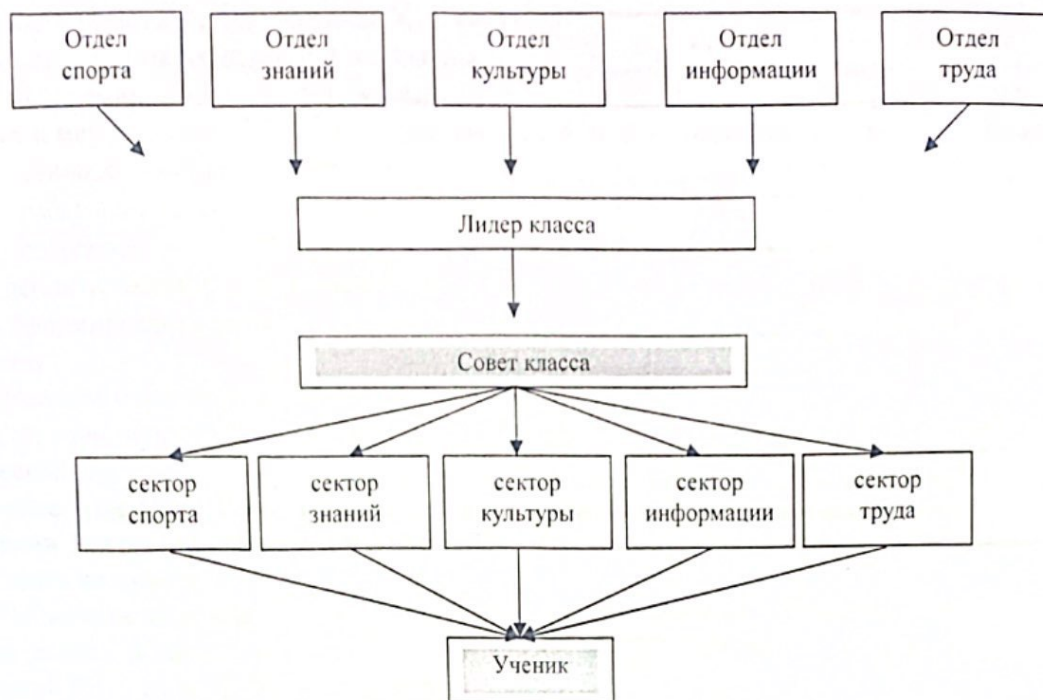 Отдел
спорта
Отдел
знаний
Отдел
культуры
Отдел
информации
Отдел
труда
Лидер класса
Совет класса
сектор
спорта
сектор
знаний
сектор
культуры
сектор
информации
сектор
труда
Ученик